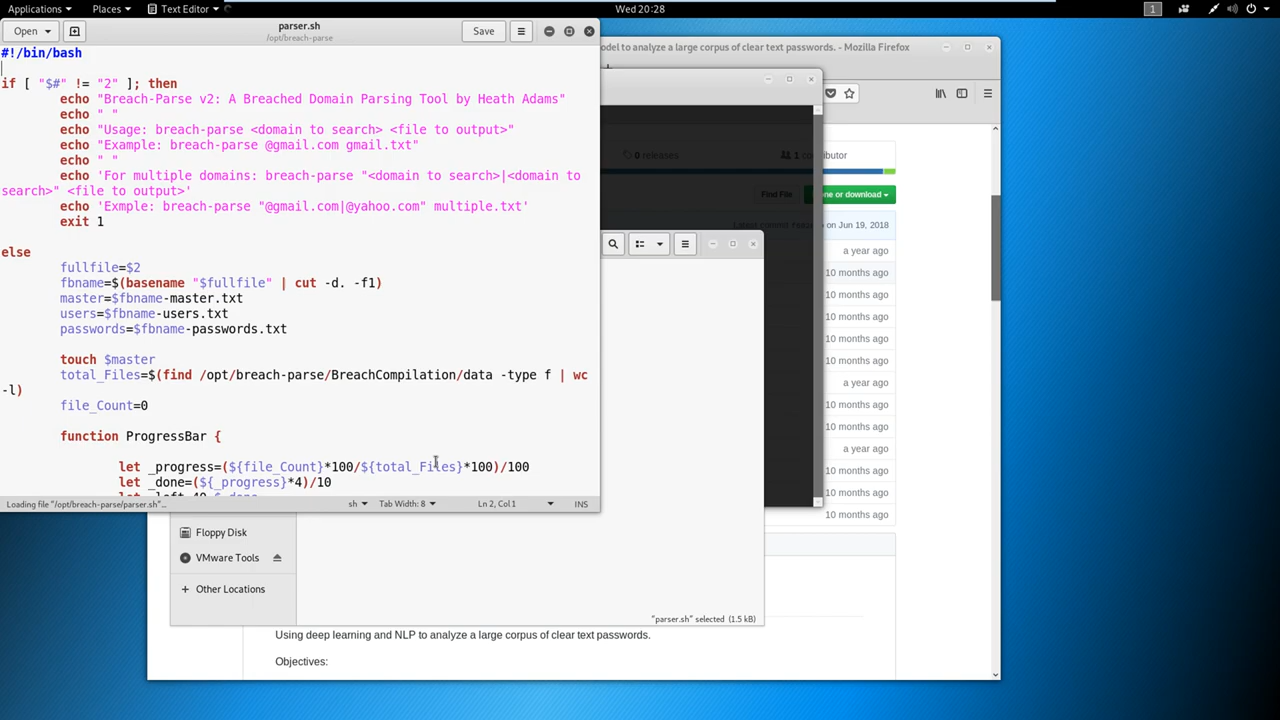 Applications
Places
Text Editor
Wed 20:28
1
Open
parser.sh
/opt/breach-parse
Save
#!/bin/bash
if [ "$#" != "2" ]; then
echo "Breach-Parse v2: A Breached Domain Parsing Tool by Heath Adams"
echo " "
echo "Usage: breach-parse <domain to search> <file to output>"
echo "Example: breach-parse @gmail.com gmail.txt"
echo " "
echo 'For multiple domains: breach-parse "<domain to search>|<domain to
search>" <file to output>'
echo 'Exmple: breach-parse "@gmail.com|@yahoo.com" multiple.txt'
exit 1
else
fullfile=$2
fbname=$(basename "$fullfile" | cut -d. -f1)
master=$fbname-master.txt
users=$fbname-users.txt
passwords=$fbname-passwords.txt
touch $master
total_Files=$(find /opt/breach-parse/BreachCompilation/data -type f | wc
-l)
file_Count=0
function ProgressBar {
let _progress=(${file_Count}*100/${total_Files}*100)/100
let _done=(${_progress}*4)/10
Loading file "/opt/breach-parse/parser.sh"...
sh
Tab Width: 8
Ln 2, Col 1
INS
odel to analyze a large corpus of clear text passwords. - Mozilla Firefox
0 releases
1 contributor
Find File
one or download
on Jun 19, 2018
a year ago
10 months ago
10 months ago
10 months ago
10 months ago
10 months ago
a year ago
10 months ago
10 months ago
a year ago
10 months ago
10 months ago
10 months ago
Floppy Disk
VMware Tools
+ Other Locations
"parser.sh" selected (1.5 kB)
Using deep learning and NLP to analyze a large corpus of clear text passwords.
Objectives: